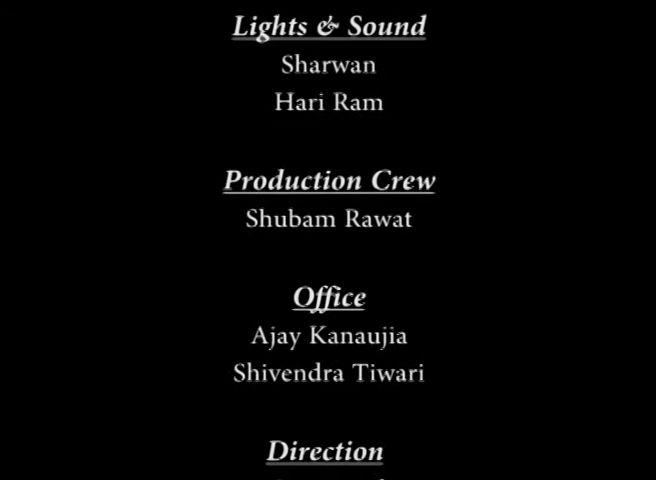 Lights & Sound
Sharwan
Hari Ram
Production Crew
Shubam Rawat
Office
Ajay Kanaujia
Shivendra Tiwari
Direction